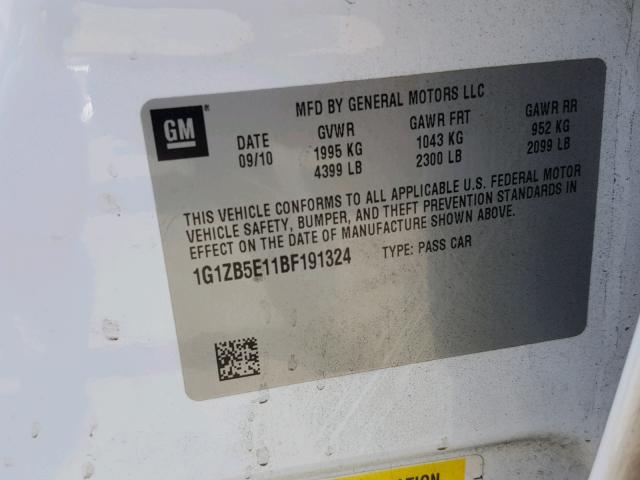 GM
MFD BY GENERAL MOTORS LLC
DATE GVWR GAWR FRT GAWR RR
09/10 1995 KG 1043 KG 952 KG
4399 LB 2300 LB 2099 LB
THIS VEHICLE CONFORMS TO ALL APPLICABLE U.S. FEDERAL MOTOR
VEHICLE SAFETY, BUMPER, AND THEFT PREVENTION STANDARDS IN
EFFECT ON THE DATE OF MANUFACTURE SHOWN ABOVE.
1G1ZB5E11BF191324 TYPE: PASS CAR